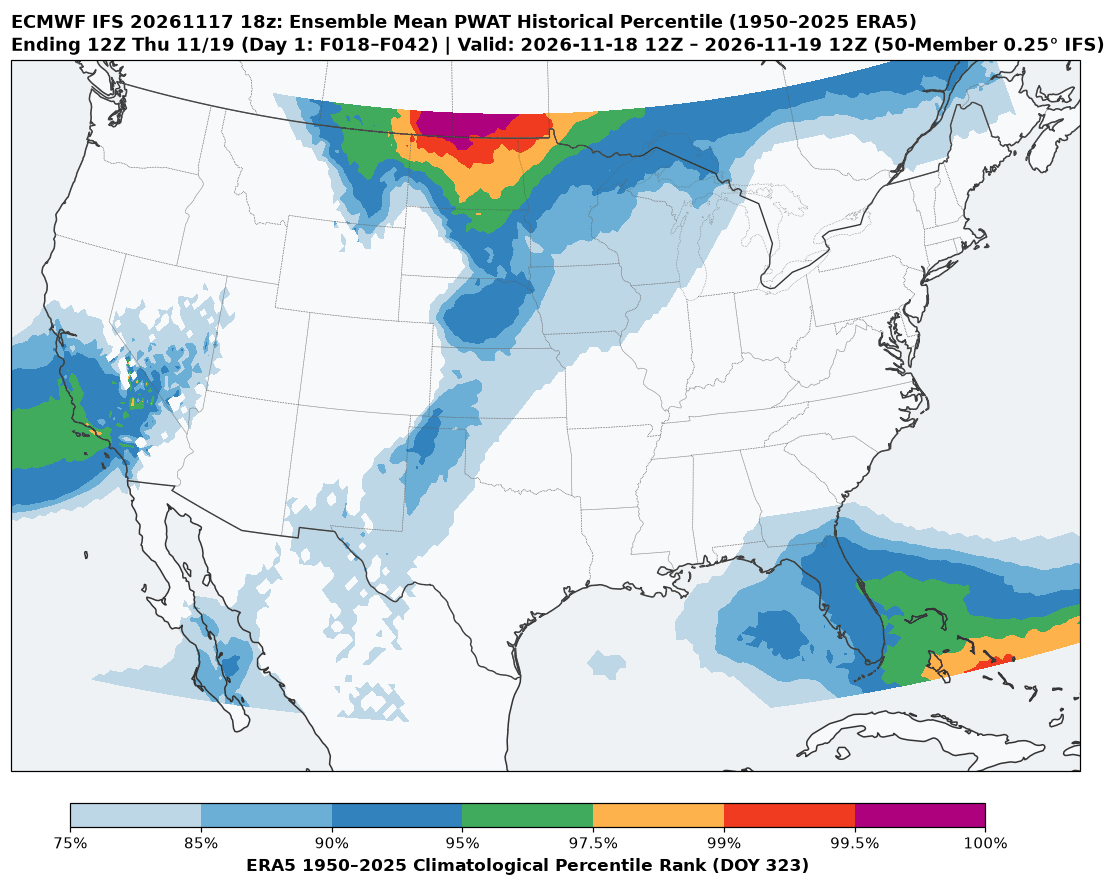 ECMWF IFS 20261117 18z: Ensemble Mean PWAT Historical Percentile (1950–2025 ERA5)
Ending 12Z Thu 11/19 (Day 1: F018–F042) | Valid: 2026-11-18 12Z – 2026-11-19 12Z (50-Member 0.25° IFS)
75% 85% 90% 95% 97.5% 99% 99.5% 100%
ERA5 1950–2025 Climatological Percentile Rank (DOY 323)